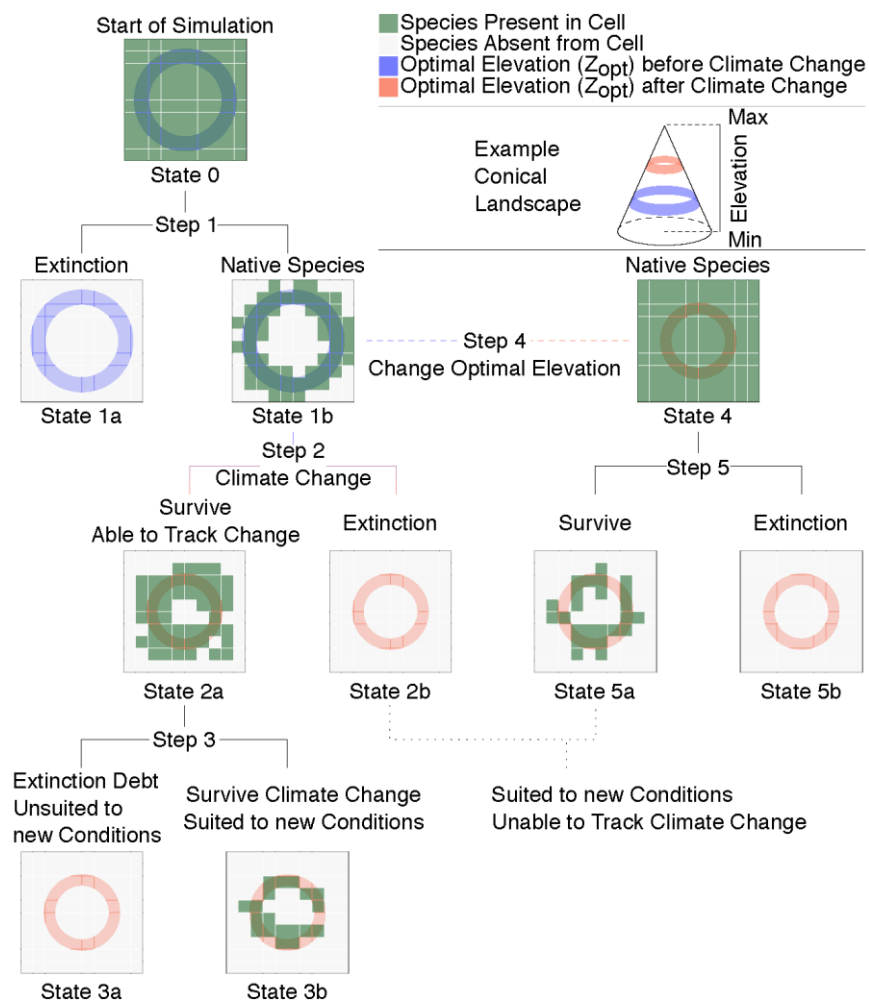 Start of Simulation
Species Present in Cell
Species Absent from Cell
Optimal Elevation (Zopt) before Climate Change
Optimal Elevation (Zopt) after Climate Change
State 0
Example
Conical
Landscape
Max
Elevation
Min
Step 1
Extinction
Native Species
Native Species
Step 4
Change Optimal Elevation
State 1a
State 1b
State 4
Step 2
Climate Change
Step 5
Survive
Able to Track Change
Extinction
Survive
Extinction
State 2a
State 2b
State 5a
State 5b
Step 3
Extinction Debt
Unsuited to
new Conditions
Survive Climate Change
Suited to new Conditions
Suited to new Conditions
Unable to Track Climate Change
State 3a
State 3b